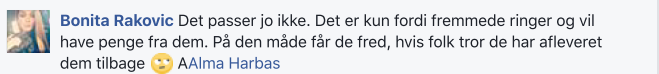 Bonita Rakovic Det passer jo ikke. Det er kun fordi fremmede ringer og vil
have penge fra dem. På den måde får de fred, hvis folk tror de har afleveret
dem tilbage 🙄 AAlma Harbas